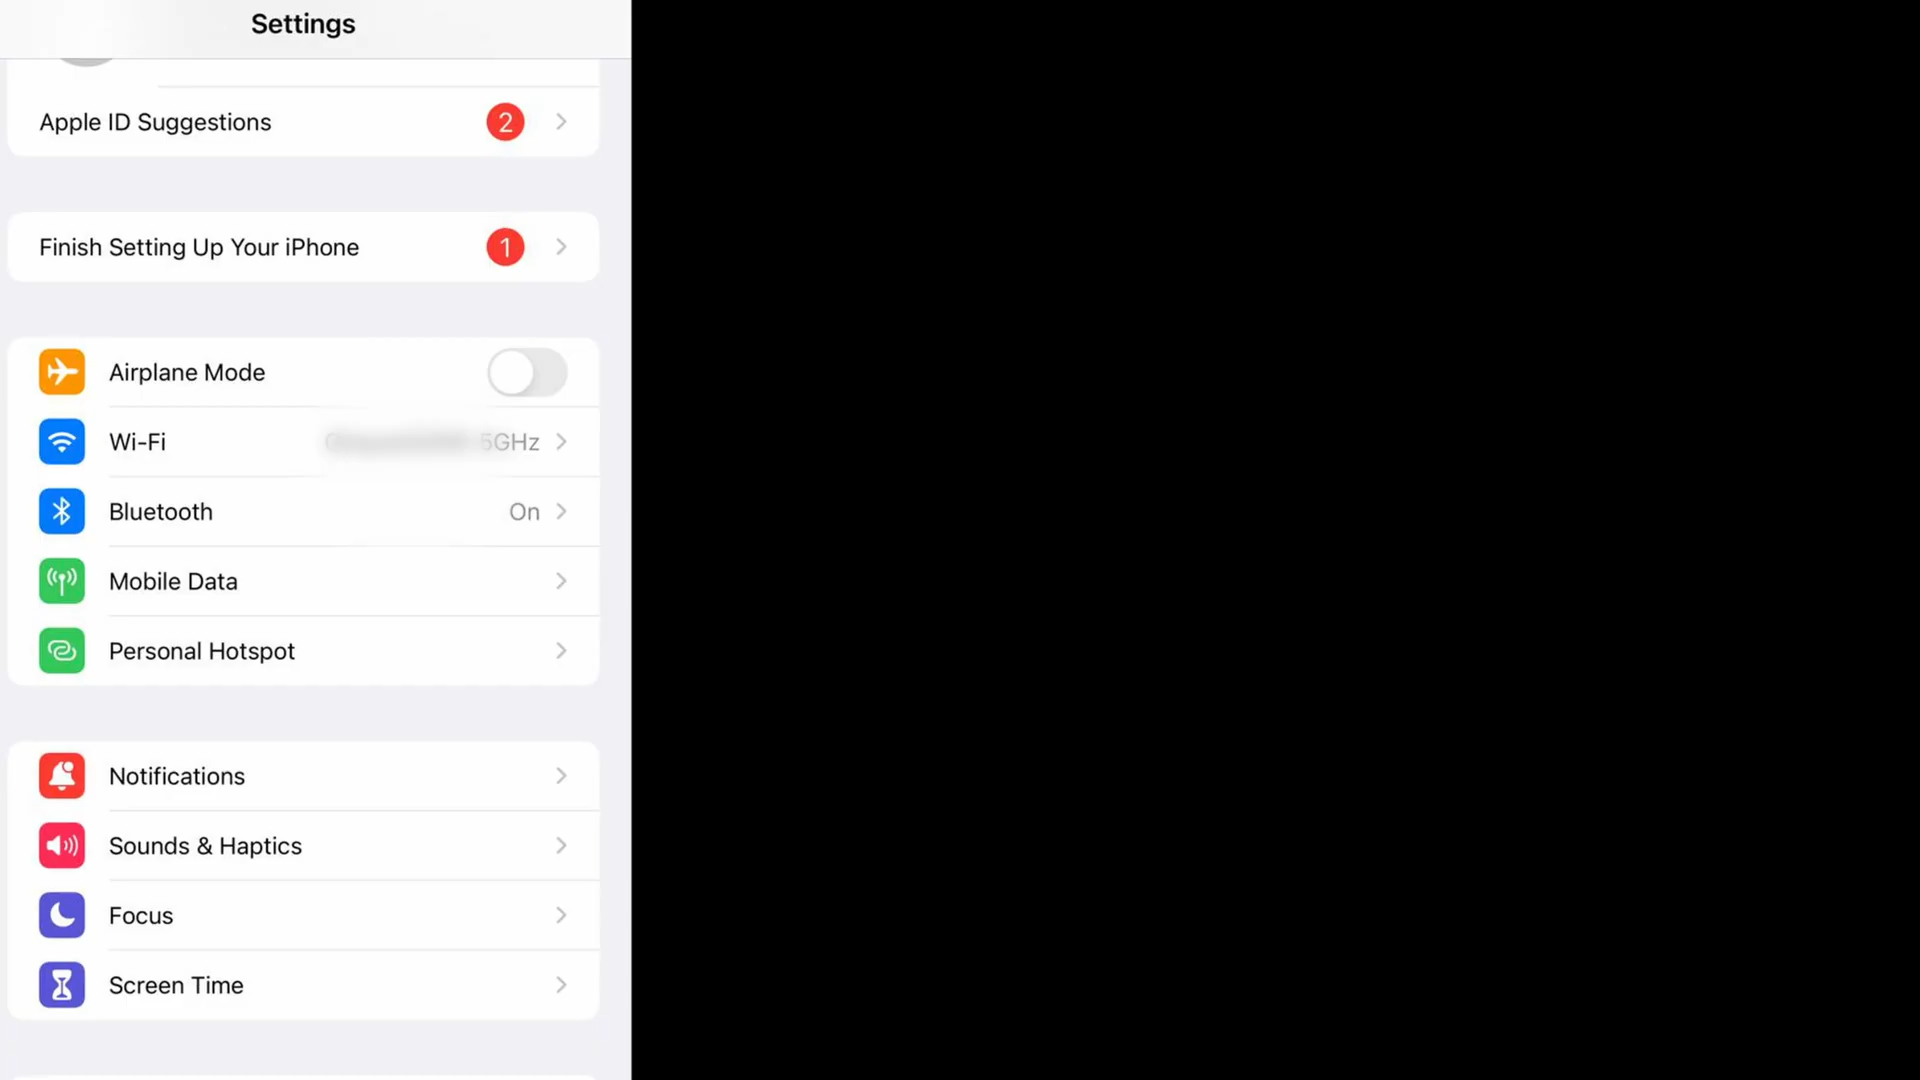 Settings
Apple ID Suggestions 2
Finish Setting Up Your iPhone 1
Airplane Mode
Wi-Fi 5GHz
Bluetooth On
Mobile Data
Personal Hotspot
Notifications
Sounds & Haptics
Focus
Screen Time